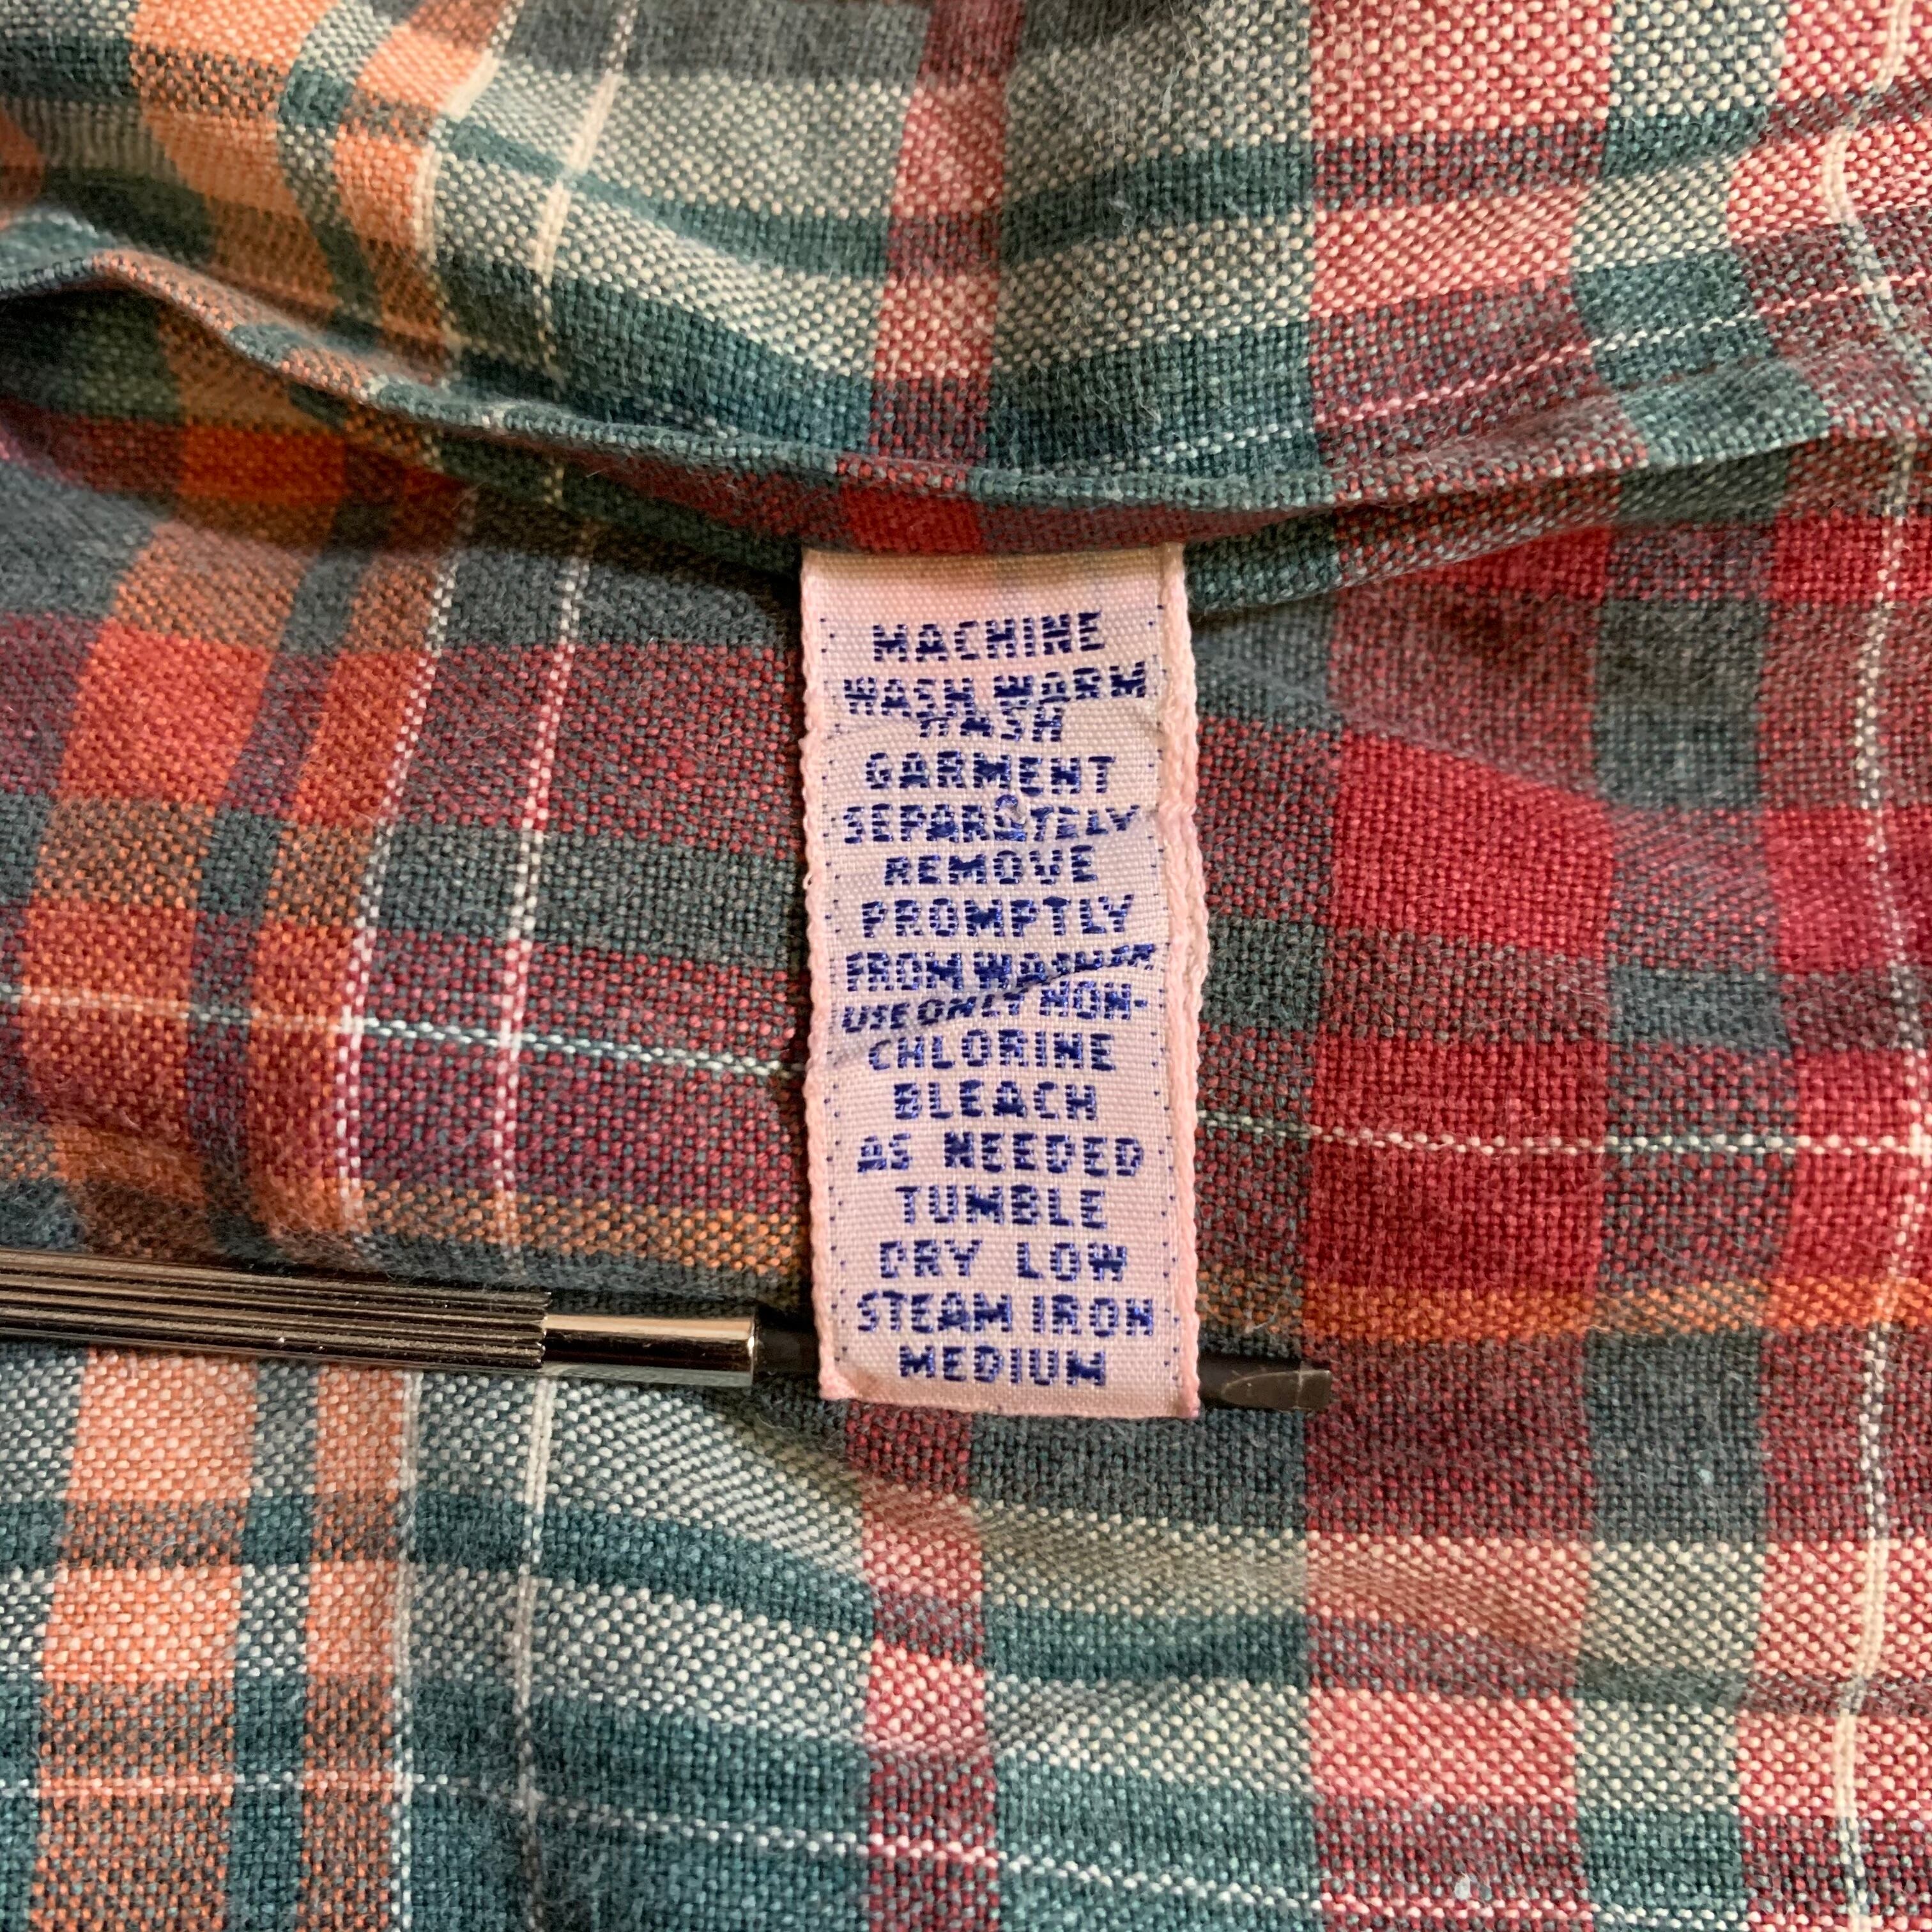 MACHINE
WASH WARM
WASH
GARMENT
SEPARATELY
REMOVE
PROMPTLY
FROM WASHER
USE ONLY NON-
CHLORINE
BLEACH
AS NEEDED
TUMBLE
DRY LOW
STEAM IRON
MEDIUM